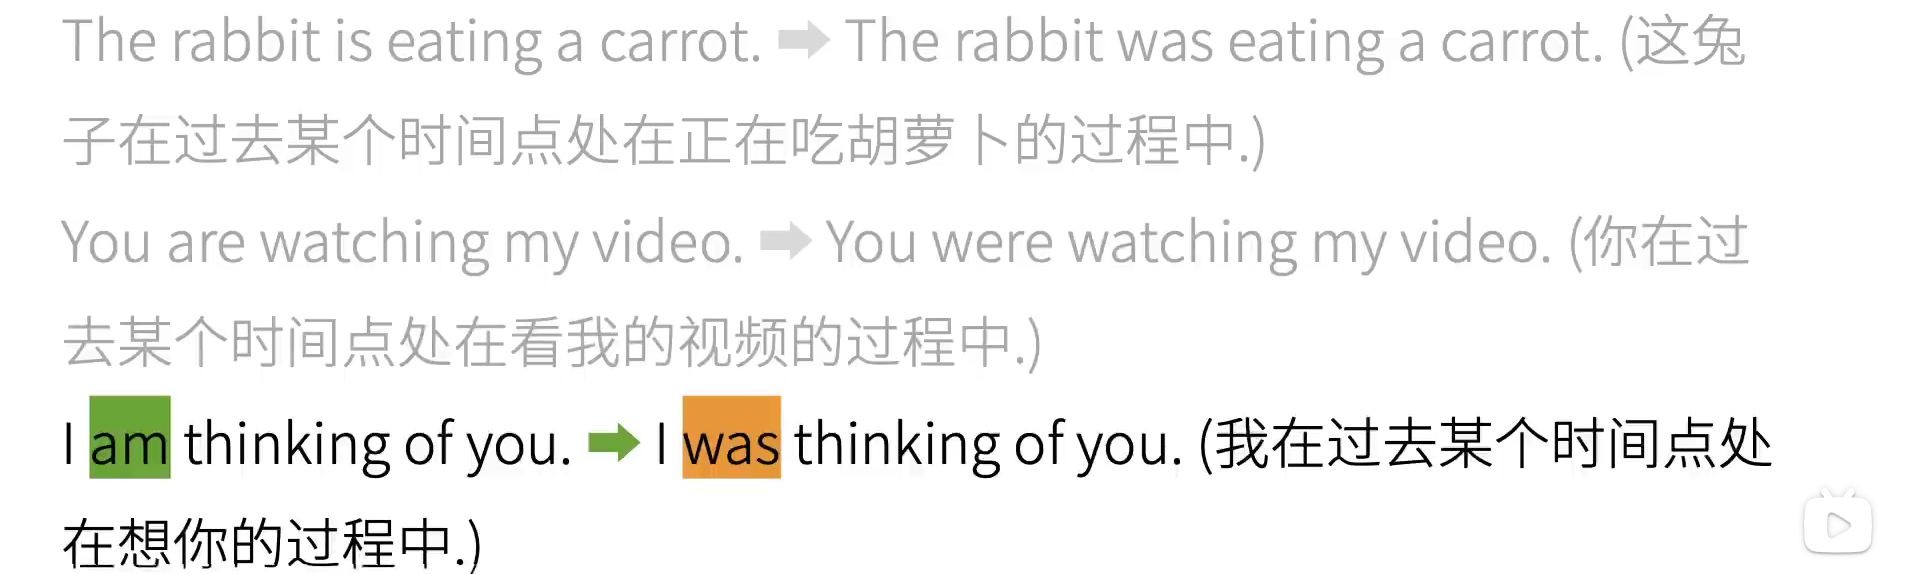 The rabbit is eating a carrot. ➡ The rabbit was eating a carrot. (这兔
子在过去某个时间点处在正在吃胡萝卜的过程中.)
You are watching my video. ➡ You were watching my video. (你在过
去某个时间点处在看我的视频的过程中.)
I am thinking of you. ➡ I was thinking of you. (我在过去某个时间点处
在想你的过程中.)